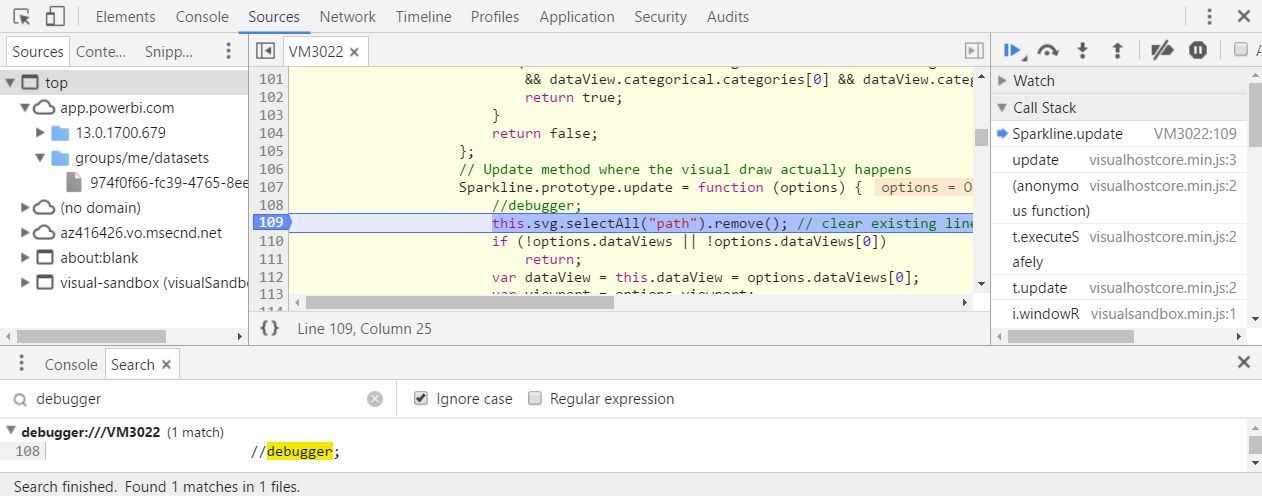 Elements Console Sources Network Timeline Profiles Application Security Audits
Sources Conte... Snipp...
top
app.powerbi.com
13.0.1700.679
groups/me/datasets
974f0f66-fc39-4765-8ee
(no domain)
az416426.vo.msecnd.net
about:blank
visual-sandbox (visualSandbo
VM3022
101 && dataView.categorical.categories[0] && dataView.categ
102 return true;
103 }
104 return false;
105 };
106 // Update method where the visual draw actually happens
107 Sparkline.prototype.update = function (options) { options = O
108 //debugger;
109 this.svg.selectAll("path").remove(); // clear existing line
110 if (!options.dataViews || !options.dataViews[0])
111 return;
112 var dataView = this.dataView = options.dataViews[0];
113 var viewport = options.viewport;
114
{} Line 109, Column 25
A
Watch
Call Stack
Sparkline.update VM3022:109
update visualhostcore.min.js:3
(anonymo visualhostcore.min.js:2
us function)
t.executeS visualhostcore.min.js:2
afely
t.update visualhostcore.min.js:2
i.windowR visualsandbox.min.js:1
Console Search
debugger Ignore case Regular expression
debugger:///VM3022 (1 match)
108 //debugger;
Search finished. Found 1 matches in 1 files.